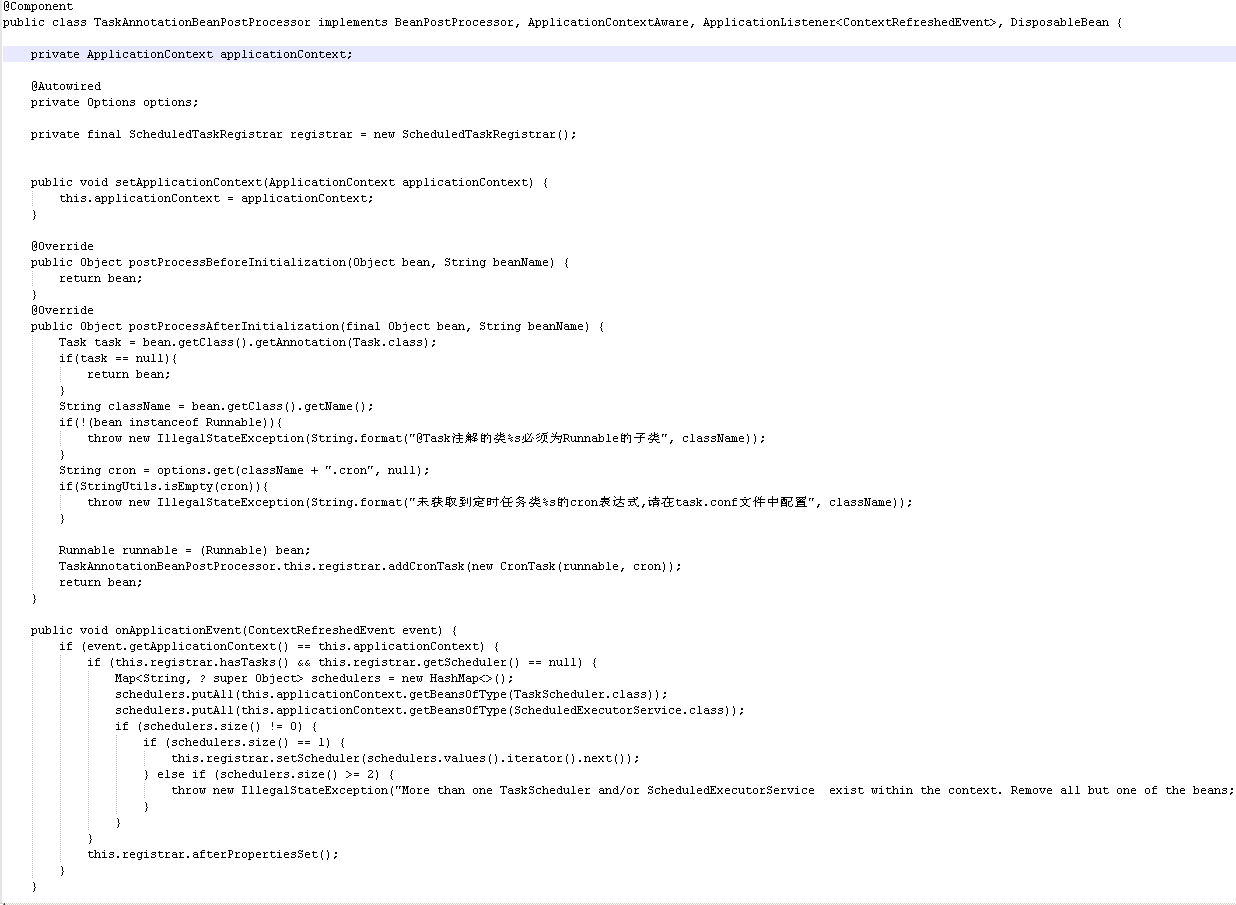 @Component
public class TaskAnnotationBeanPostProcessor implements BeanPostProcessor, ApplicationContextAware, ApplicationListener<ContextRefreshedEvent>, DisposableBean {
private ApplicationContext applicationContext;
@Autowired
private Options options;
private final ScheduledTaskRegistrar registrar = new ScheduledTaskRegistrar();
public void setApplicationContext(ApplicationContext applicationContext) {
this.applicationContext = applicationContext;
}
@Override
public Object postProcessBeforeInitialization(Object bean, String beanName) {
return bean;
}
@Override
public Object postProcessAfterInitialization(final Object bean, String beanName) {
Task task = bean.getClass().getAnnotation(Task.class);
if(task == null){
return bean;
}
String className = bean.getClass().getName();
if(!(bean instanceof Runnable)){
throw new IllegalStateException(String.format("@Task注解的类%s必须为Runnable的子类", className));
}
String cron = options.get(className + ".cron", null);
if(StringUtils.isEmpty(cron)){
throw new IllegalStateException(String.format("未获取到定时任务类%s的cron表达式,请在task.conf文件中配置", className));
}
Runnable runnable = (Runnable) bean;
TaskAnnotationBeanPostProcessor.this.registrar.addCronTask(new CronTask(runnable, cron));
return bean;
}
public void onApplicationEvent(ContextRefreshedEvent event) {
if (event.getApplicationContext() == this.applicationContext) {
if (this.registrar.hasTasks() && this.registrar.getScheduler() == null) {
Map<String, ? super Object> schedulers = new HashMap<>();
schedulers.putAll(this.applicationContext.getBeansOfType(TaskScheduler.class));
schedulers.putAll(this.applicationContext.getBeansOfType(ScheduledExecutorService.class));
if (schedulers.size() != 0) {
if (schedulers.size() == 1) {
this.registrar.setScheduler(schedulers.values().iterator().next());
} else if (schedulers.size() >= 2) {
throw new IllegalStateException("More than one TaskScheduler and/or ScheduledExecutorService  exist within the context. Remove all but one of the beans;
}
}
}
this.registrar.afterPropertiesSet();
}
}